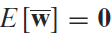 E[w̅] = 0